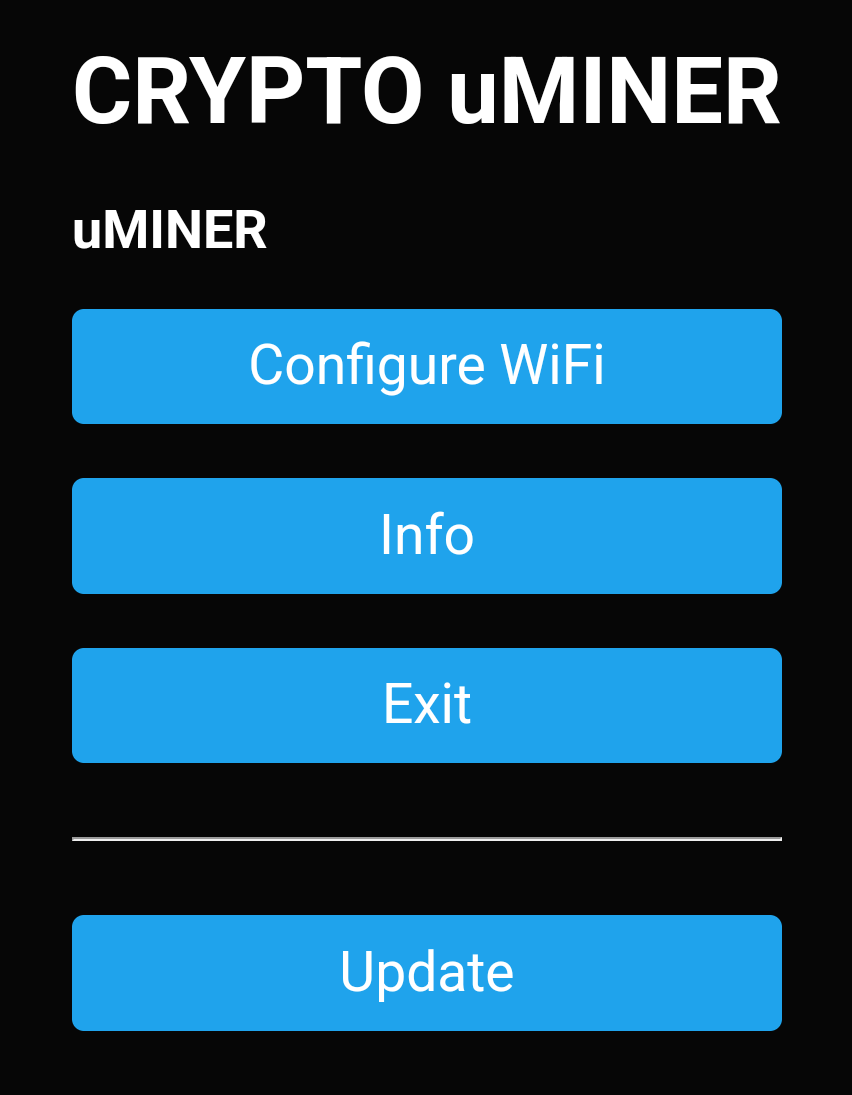 CRYPTO uMINER
uMINER
Configure WiFi
Info
Exit
Update